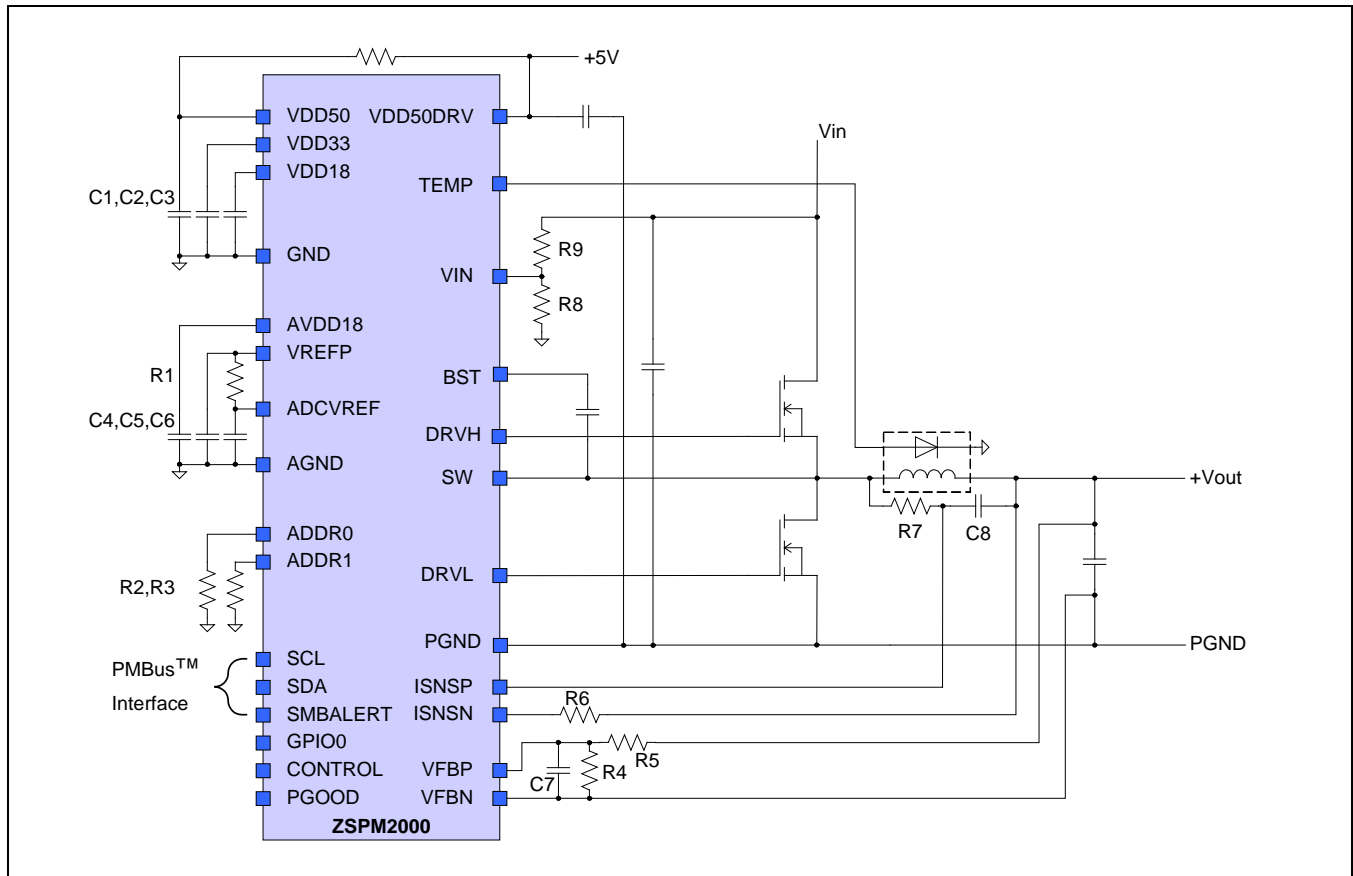 +5V
VDD50 VDD50DRV
VDD33
Vin
VDD18
TEMP
C1,C2,C3
R9
GND
VIN
R8
AVDD18
VREFP
R1
BST
ADCVREF
C4,C5,C6
DRVH
AGND
SW
+Vout
R7 C8
ADDR0
ADDR1
DRVL
R2,R3
PGND
PGND
SCL
PMBus™
SDA
ISNSP
Interface
R6
SMBALERT ISNSN
GPIO0
R5
CONTROL VFBP
C7 R4
PGOOD VFBN
ZSPM2000